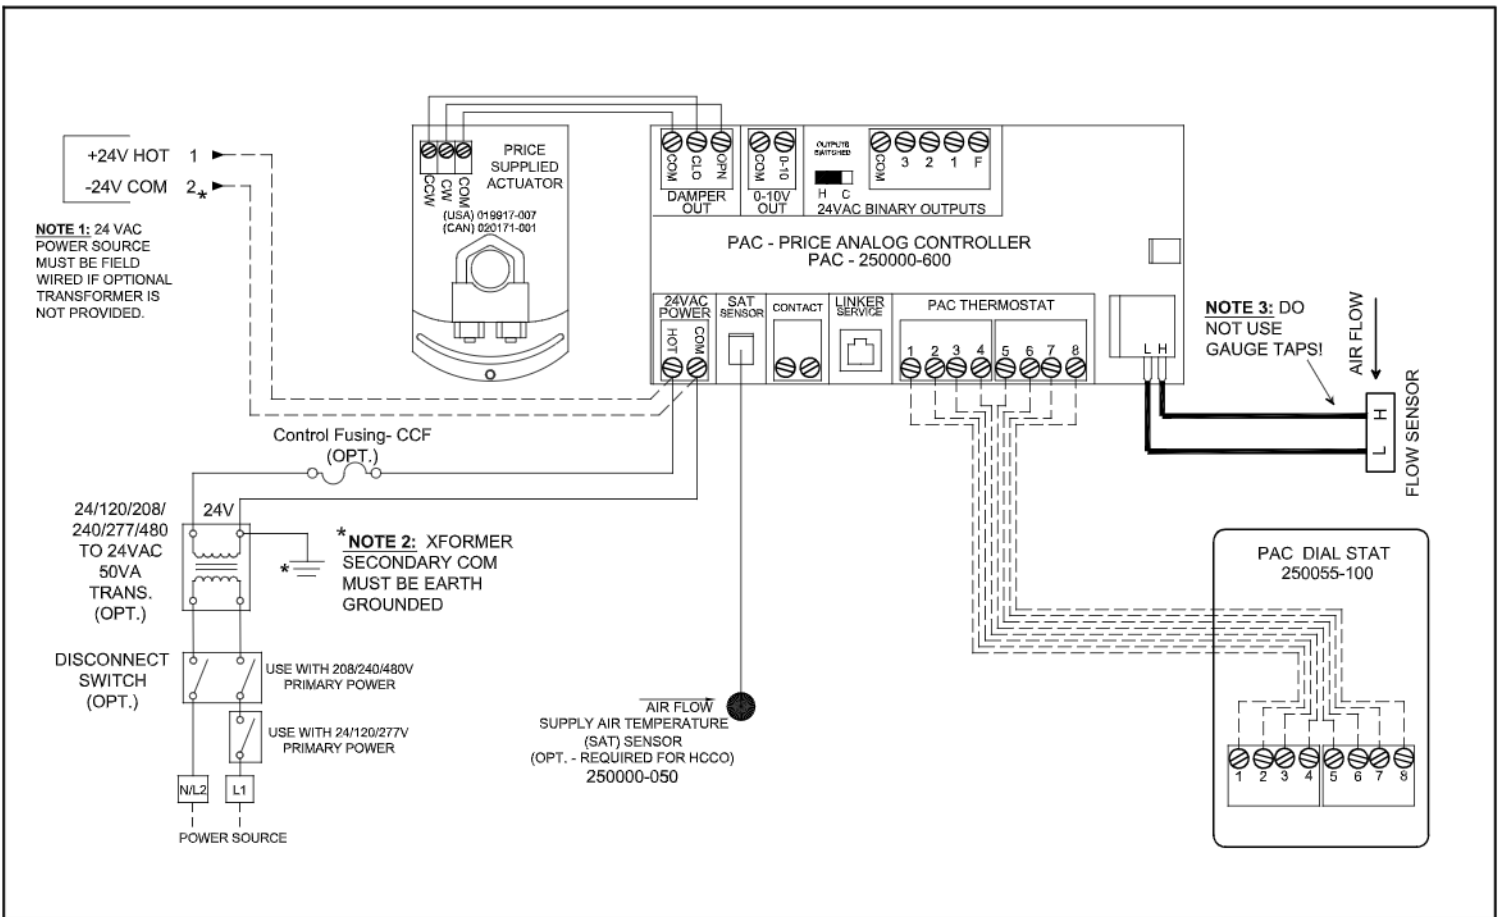 +24V HOT 1
-24V COM 2*
NOTE 1: 24 VAC
POWER SOURCE
MUST BE FIELD
WIRED IF OPTIONAL
TRANSFORMER IS
NOT PROVIDED.
CCW
CW
COM
PRICE
SUPPLIED
ACTUATOR
(USA) 019917-007
(CAN) 020171-001
COM
CLO
OPN
DAMPER
OUT
COM
0-10
0-10V
OUT
OUTPUTS
SWITCHED
H C
COM
3 2 1 F
24VAC BINARY OUTPUTS
PAC - PRICE ANALOG CONTROLLER
PAC - 250000-600
24VAC
POWER
HOT
COM
SAT
SENSOR
CONTACT
LINKER
SERVICE
PAC THERMOSTAT
1 2 3 4 5 6 7 8
L H
NOTE 3: DO
NOT USE
GAUGE TAPS!
AIR FLOW
H
L
FLOW SENSOR
Control Fusing- CCF
(OPT.)
24/120/208/
240/277/480
TO 24VAC
50VA
TRANS.
(OPT.)
24V
*
*NOTE 2: XFORMER
SECONDARY COM
MUST BE EARTH
GROUNDED
DISCONNECT
SWITCH
(OPT.)
USE WITH 208/240/480V
PRIMARY POWER
USE WITH 24/120/277V
PRIMARY POWER
N/L2
L1
POWER SOURCE
AIR FLOW
SUPPLY AIR TEMPERATURE
(SAT) SENSOR
(OPT. - REQUIRED FOR HCCO)
250000-050
PAC DIAL STAT
250055-100
1 2 3 4 5 6 7 8